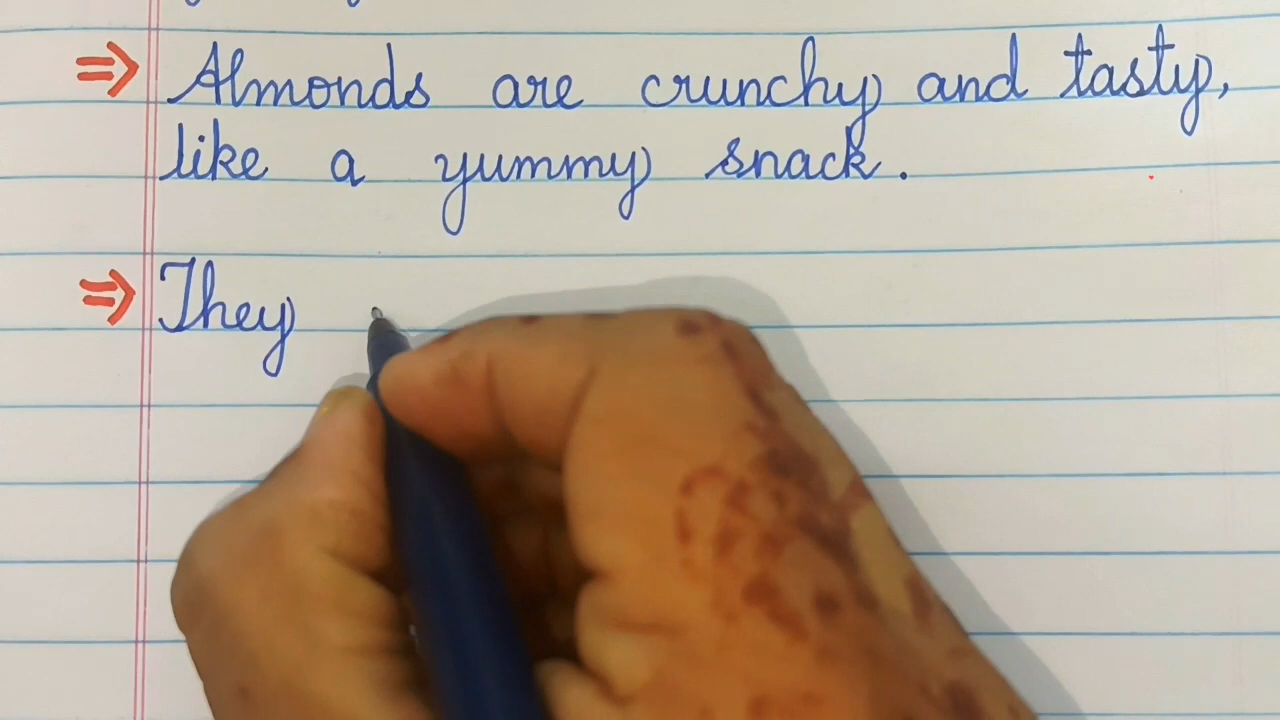 ⇒ Almonds are crunchy and tasty,
like a yummy snack.
⇒ They